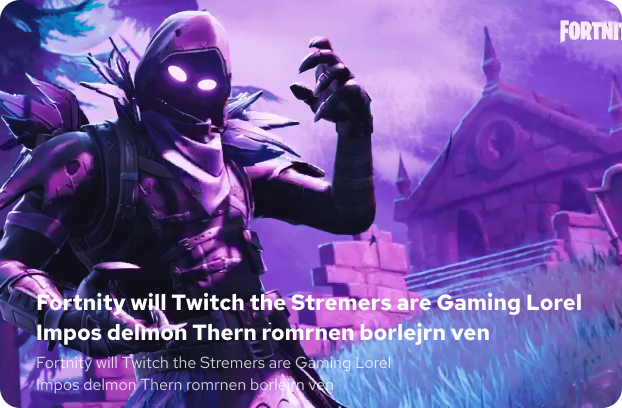 FORTNIT
Fortnity will Twitch the Stremers are Gaming Lorel
Impos delmon Thern romrnen borlejrn ven
Fortnity will Twitch the Stremers are Gaming Lorel
Impos delmon Thern romrnen borlejrn ven